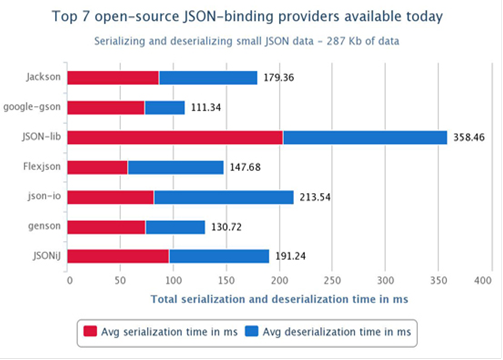 Top 7 open-source JSON-binding providers available today
Serializing and deserializing small JSON data - 287 Kb of data
Jackson 179.36
google-gson 111.34
JSON-lib 358.46
Flexjson 147.68
json-io 213.54
genson 130.72
JSONiJ 191.24
0 50 100 150 200 250 300 350 400
Total serialization and deserialization time in ms
Avg serialization time in ms Avg deserialization time in ms